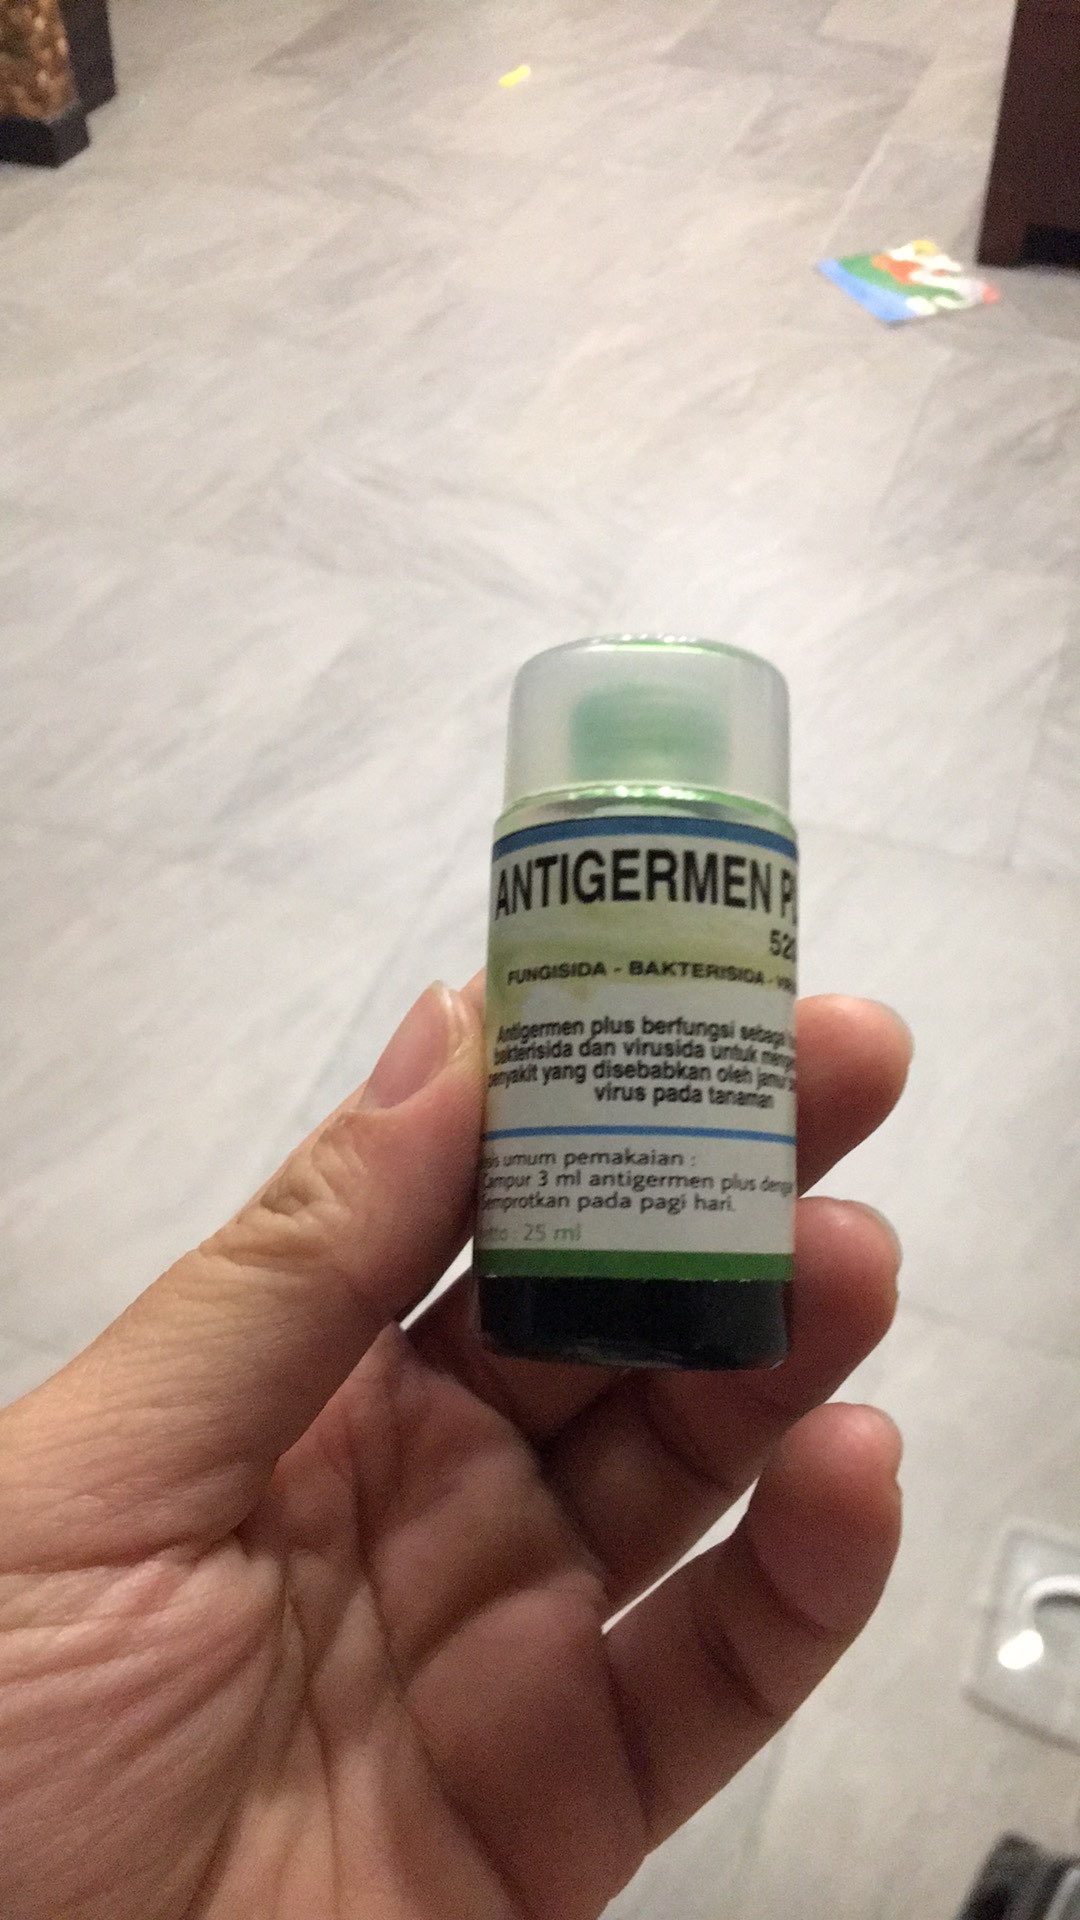 ANTIGERMEN
FUNGISIDA - BAKTERISIDA -
Antigermen plus berfungsi sebagai
bakterisida dan virusida untuk
penyakit yang disebabkan oleh jamur
virus pada tanaman
umum pemakaian :
Campur 3 ml antigermen plus dengan
Semprotkan pada pagi hari.
Netto : 25 ml